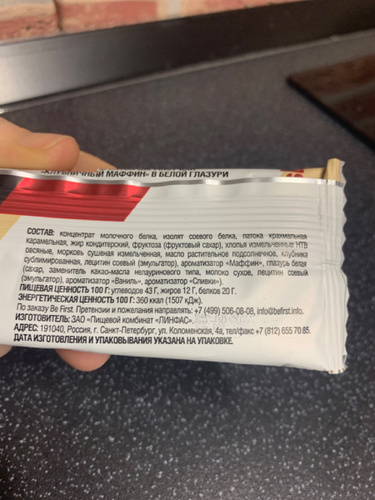 «КЛУБНИЧНЫЙ МАФФИН» В БЕЛОЙ ГЛАЗУРИ
СОСТАВ: концентрат молочного белка, изолят соевого белка, патока крахмальная
карамельная, жир кондитерский, фруктоза (фруктовый сахар), хлопья измельченные НТВ
овсяные, морковь сушеная измельченная, масло растительное подсолнечное, клубника
сублимированная, лецитин соевый (эмульгатор), ароматизатор «Маффин», глазурь белая
(сахар, заменитель какао-масла нелауринового типа, молоко сухое, лецитин соевый
(эмульгатор), ароматизатор «Ваниль», ароматизатор «Сливки»).
ПИЩЕВАЯ ЦЕННОСТЬ 100 Г: углеводов 43 Г, жиров 12 Г, белков 20 Г.
ЭНЕРГЕТИЧЕСКАЯ ЦЕННОСТЬ 100 Г: 360 ккал (1507 кДж).
По заказу Be First. Претензии и пожелания направлять: +7 (499) 506-08-08, info@befirst.info.
ИЗГОТОВИТЕЛЬ: ЗАО «Пищевой комбинат «ЛИНФАС».
АДРЕС: 191040, Россия, г. Санкт-Петербург, ул. Коломенская, 4а, тел/факс +7 (812) 655 70 85.
ДАТА ИЗГОТОВЛЕНИЯ И УПАКОВЫВАНИЯ УКАЗАНА НА УПАКОВКЕ.